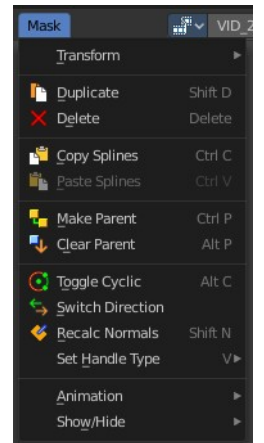 Mask VID_
Transform
Duplicate Shift D
Delete Delete
Copy Splines Ctrl C
Paste Splines Ctrl V
Make Parent Ctrl P
Clear Parent Alt P
Toggle Cyclic Alt C
Switch Direction
Recalc Normals Shift N
Set Handle Type V
Animation
Show/Hide